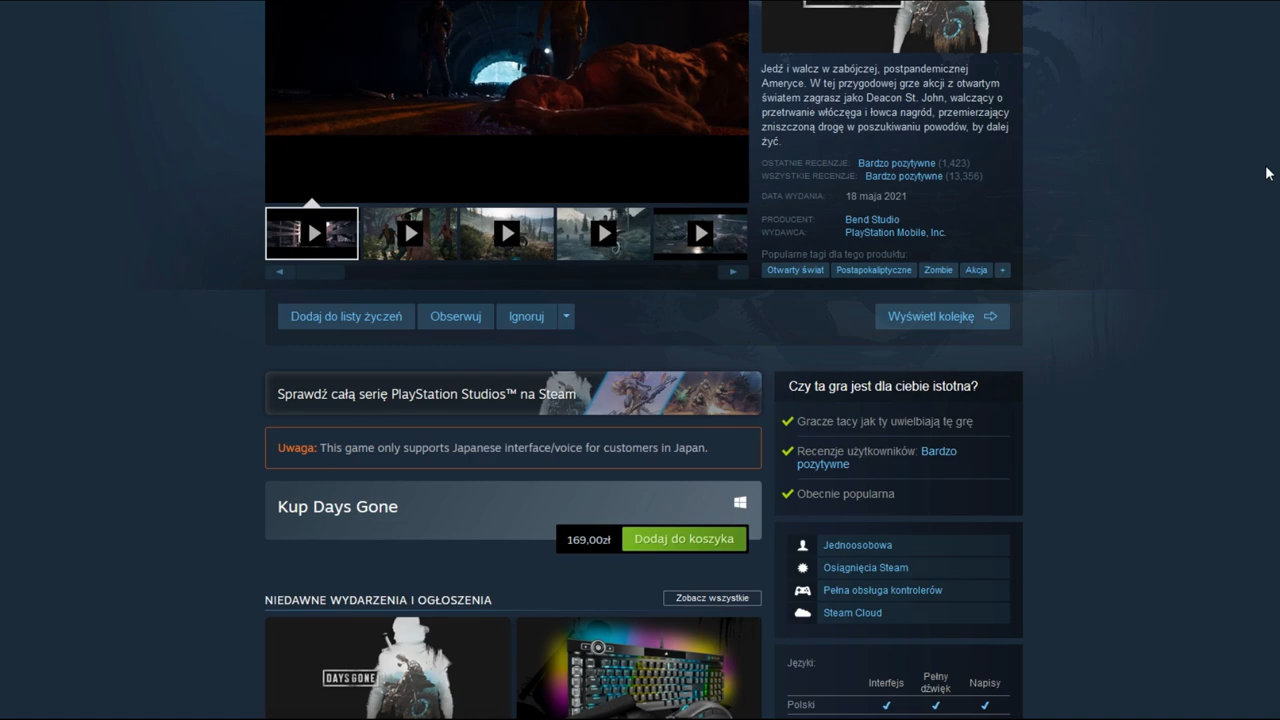 Jedź i walcz w zabójczej, postpandemicznej
Ameryce. W tej przygodowej grze akcji z otwartym
światem zagrasz jako Deacon St. John, walczący o
przetrwanie włóczęga i łowca nagród, przemierzający
zniszczoną drogę w poszukiwaniu powodów, by dalej
żyć.
OSTATNIE RECENZJE: Bardzo pozytywne (1,423)
WSZYSTKIE RECENZJE: Bardzo pozytywne (13,356)
DATA WYDANIA: 18 maja 2021
PRODUCENT: Bend Studio
WYDAWCA: PlayStation Mobile, Inc.
Popularne tagi dla tego produktu:
Otwarty świat Postapokaliptyczne Zombie Akcja +
Dodaj do listy życzeń Obserwuj Ignoruj Wyświetl kolejkę
Sprawdź całą serię PlayStation Studios™ na Steam
Uwaga: This game only supports Japanese interface/voice for customers in Japan.
Kup Days Gone
169,00zł Dodaj do koszyka
NIEDAWNE WYDARZENIA I OGŁOSZENIA Zobacz wszystkie
DAYS GONE
Czy ta gra jest dla ciebie istotna?
Gracze tacy jak ty uwielbiają tę grę
Recenzje użytkowników: Bardzo
pozytywne
Obecnie popularna
Jednoosobowa
Osiągnięcia Steam
Pełna obsługa kontrolerów
Steam Cloud
Języki:
Interfejs Pełny dźwięk Napisy
Polski ✔ ✔ ✔